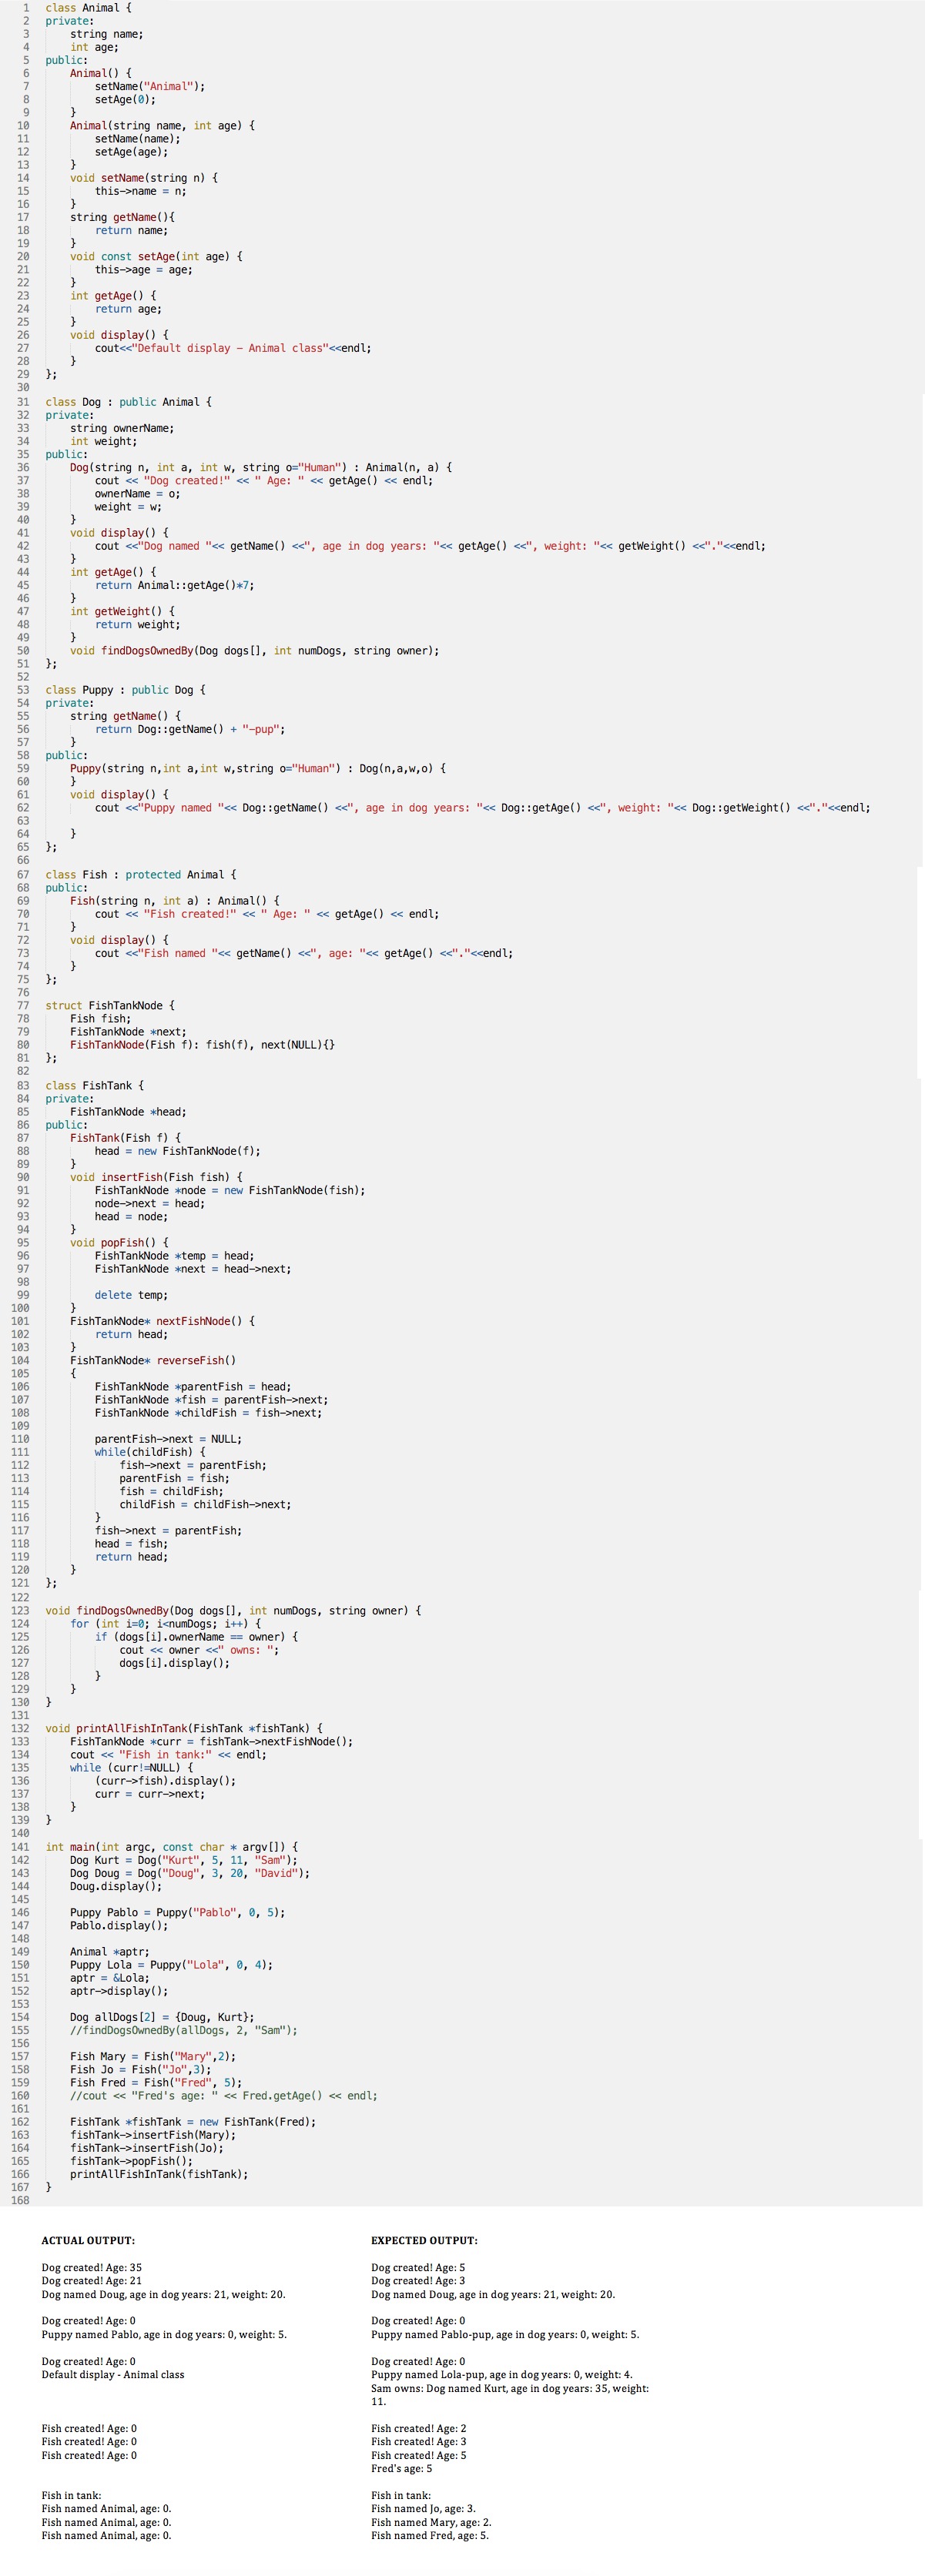 1 class Animal {
2 private:
3     string name;
4     int age;
5 public:
6     Animal() {
7         setName("Animal");
8         setAge(0);
9     }
10     Animal(string name, int age) {
11         setName(name);
12         setAge(age);
13     }
14     void setName(string n) {
15         this->name = n;
16     }
17     string getName(){
18         return name;
19     }
20     void const setAge(int age) {
21         this->age = age;
22     }
23     int getAge() {
24         return age;
25     }
26     void display() {
27         cout<<"Default display - Animal class"<<endl;
28     }
29 };
30
31 class Dog : public Animal {
32 private:
33     string ownerName;
34     int weight;
35 public:
36     Dog(string n, int a, int w, string o="Human") : Animal(n, a) {
37         cout << "Dog created!" << " Age: " << getAge() << endl;
38         ownerName = o;
39         weight = w;
40     }
41     void display() {
42         cout <<"Dog named "<< getName() <<", age in dog years: "<< getAge() <<", weight: "<< getWeight() <<"."<<endl;
43     }
44     int getAge() {
45         return Animal::getAge()*7;
46     }
47     int getWeight() {
48         return weight;
49     }
50     void findDogsOwnedBy(Dog dogs[], int numDogs, string owner);
51 };
52
53 class Puppy : public Dog {
54 private:
55     string getName() {
56         return Dog::getName() + "-pup";
57     }
58 public:
59     Puppy(string n,int a,int w,string o="Human") : Dog(n,a,w,o) {
60     }
61     void display() {
62         cout <<"Puppy named "<< Dog::getName() <<", age in dog years: "<< Dog::getAge() <<", weight: "<< Dog::getWeight() <<"."<<endl;
63
64     }
65 };
66
67 class Fish : protected Animal {
68 public:
69     Fish(string n, int a) : Animal() {
70         cout << "Fish created!" << " Age: " << getAge() << endl;
71     }
72     void display() {
73         cout <<"Fish named "<< getName() <<", age: "<< getAge() <<"."<<endl;
74     }
75 };
76
77 struct FishTankNode {
78     Fish fish;
79     FishTankNode *next;
80     FishTankNode(Fish f): fish(f), next(NULL){}
81 };
82
83 class FishTank {
84 private:
85     FishTankNode *head;
86 public:
87     FishTank(Fish f) {
88         head = new FishTankNode(f);
89     }
90     void insertFish(Fish fish) {
91         FishTankNode *node = new FishTankNode(fish);
92         node->next = head;
93         head = node;
94     }
95     void popFish() {
96         FishTankNode *temp = head;
97         FishTankNode *next = head->next;
98
99         delete temp;
100     }
101     FishTankNode* nextFishNode() {
102         return head;
103     }
104     FishTankNode* reverseFish()
105     {
106         FishTankNode *parentFish = head;
107         FishTankNode *fish = parentFish->next;
108         FishTankNode *childFish = fish->next;
109
110         parentFish->next = NULL;
111         while(childFish) {
112             fish->next = parentFish;
113             parentFish = fish;
114             fish = childFish;
115             childFish = childFish->next;
116         }
117         fish->next = parentFish;
118         head = fish;
119         return head;
120     }
121 };
122
123 void findDogsOwnedBy(Dog dogs[], int numDogs, string owner) {
124     for (int i=0; i<numDogs; i++) {
125         if (dogs[i].ownerName == owner) {
126             cout << owner <<" owns: ";
127             dogs[i].display();
128         }
129     }
130 }
131
132 void printAllFishInTank(FishTank *fishTank) {
133     FishTankNode *curr = fishTank->nextFishNode();
134     cout << "Fish in tank:" << endl;
135     while (curr!=NULL) {
136         (curr->fish).display();
137         curr = curr->next;
138     }
139 }
140
141 int main(int argc, const char * argv[]) {
142     Dog Kurt = Dog("Kurt", 5, 11, "Sam");
143     Dog Doug = Dog("Doug", 3, 20, "David");
144     Doug.display();
145
146     Puppy Pablo = Puppy("Pablo", 0, 5);
147     Pablo.display();
148
149     Animal *aptr;
150     Puppy Lola = Puppy("Lola", 0, 4);
151     aptr = &Lola;
152     aptr->display();
153
154     Dog allDogs[2] = {Doug, Kurt};
155     //findDogsOwnedBy(allDogs, 2, "Sam");
156
157     Fish Mary = Fish("Mary",2);
158     Fish Jo = Fish("Jo",3);
159     Fish Fred = Fish("Fred", 5);
160     //cout << "Fred's age: " << Fred.getAge() << endl;
161
162     FishTank *fishTank = new FishTank(Fred);
163     fishTank->insertFish(Mary);
164     fishTank->insertFish(Jo);
165     fishTank->popFish();
166     printAllFishInTank(fishTank);
167 }
168
ACTUAL OUTPUT:
Dog created! Age: 35
Dog created! Age: 21
Dog named Doug, age in dog years: 21, weight: 20.
Dog created! Age: 0
Puppy named Pablo, age in dog years: 0, weight: 5.
Dog created! Age: 0
Default display - Animal class
Fish created! Age: 0
Fish created! Age: 0
Fish created! Age: 0
Fish in tank:
Fish named Animal, age: 0.
Fish named Animal, age: 0.
Fish named Animal, age: 0.
EXPECTED OUTPUT:
Dog created! Age: 5
Dog created! Age: 3
Dog named Doug, age in dog years: 21, weight: 20.
Dog created! Age: 0
Puppy named Pablo-pup, age in dog years: 0, weight: 5.
Dog created! Age: 0
Puppy named Lola-pup, age in dog years: 0, weight: 4.
Sam owns: Dog named Kurt, age in dog years: 35, weight:
11.
Fish created! Age: 2
Fish created! Age: 3
Fish created! Age: 5
Fred's age: 5
Fish in tank:
Fish named Jo, age: 3.
Fish named Mary, age: 2.
Fish named Fred, age: 5.